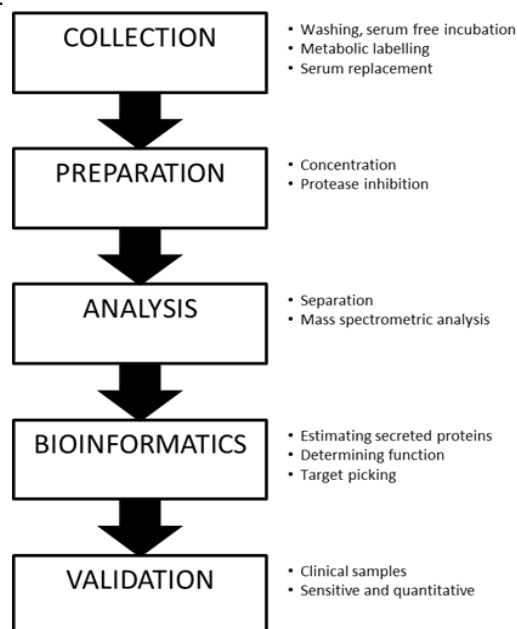 COLLECTION
• Washing, serum free incubation
• Metabolic labelling
• Serum replacement
PREPARATION
• Concentration
• Protease inhibition
ANALYSIS
• Separation
• Mass spectrometric analysis
BIOINFORMATICS
• Estimating secreted proteins
• Determining function
• Target picking
VALIDATION
• Clinical samples
• Sensitive and quantitative